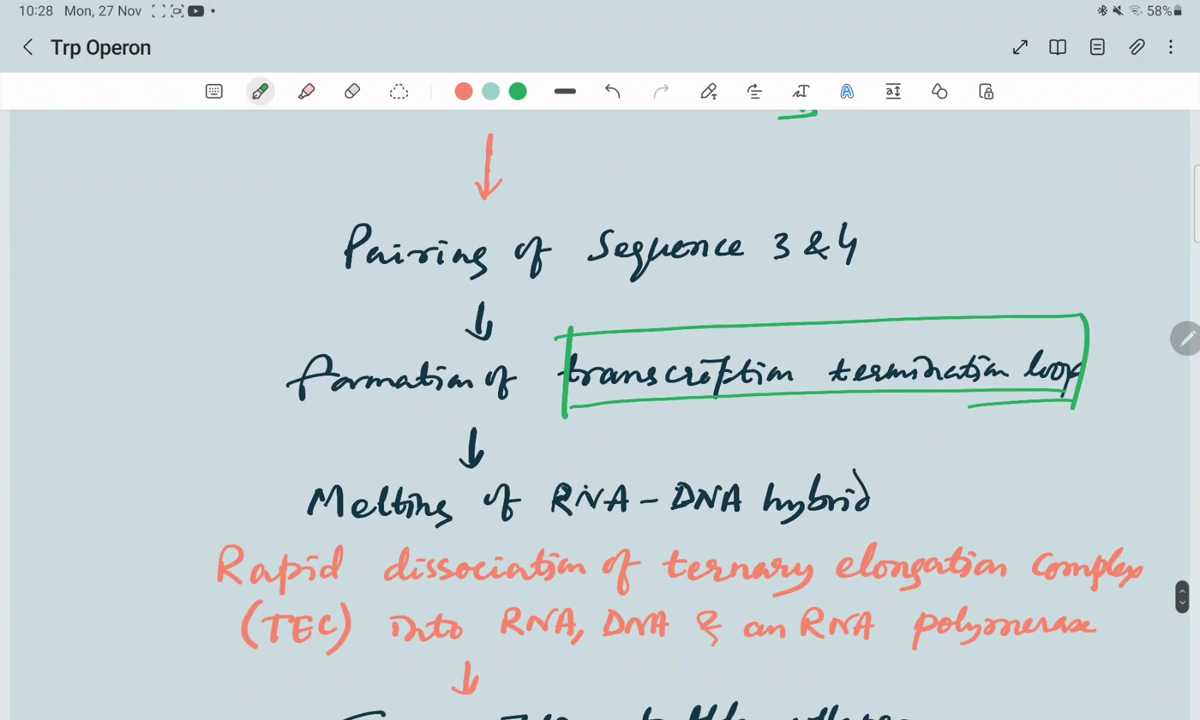 10:28 Mon, 27 Nov 58%
Trp Operon
Pairing of Sequence 3 & 4
Formation of transcription termination loop
Melting of RNA-DNA hybrid
Rapid dissociation of ternary elongation complex
(TEC) into RNA, DNA & an RNA polymerase